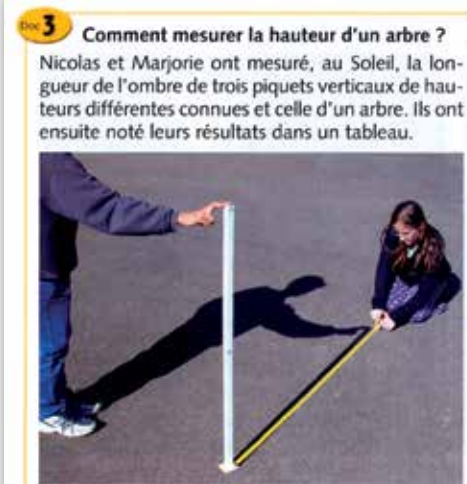 Doc 3
Comment mesurer la hauteur d'un arbre ?
Nicolas et Marjorie ont mesuré, au Soleil, la lon-
gueur de l'ombre de trois piquets verticaux de hau-
teurs différentes connues et celle d'un arbre. Ils ont
ensuite noté leurs résultats dans un tableau.